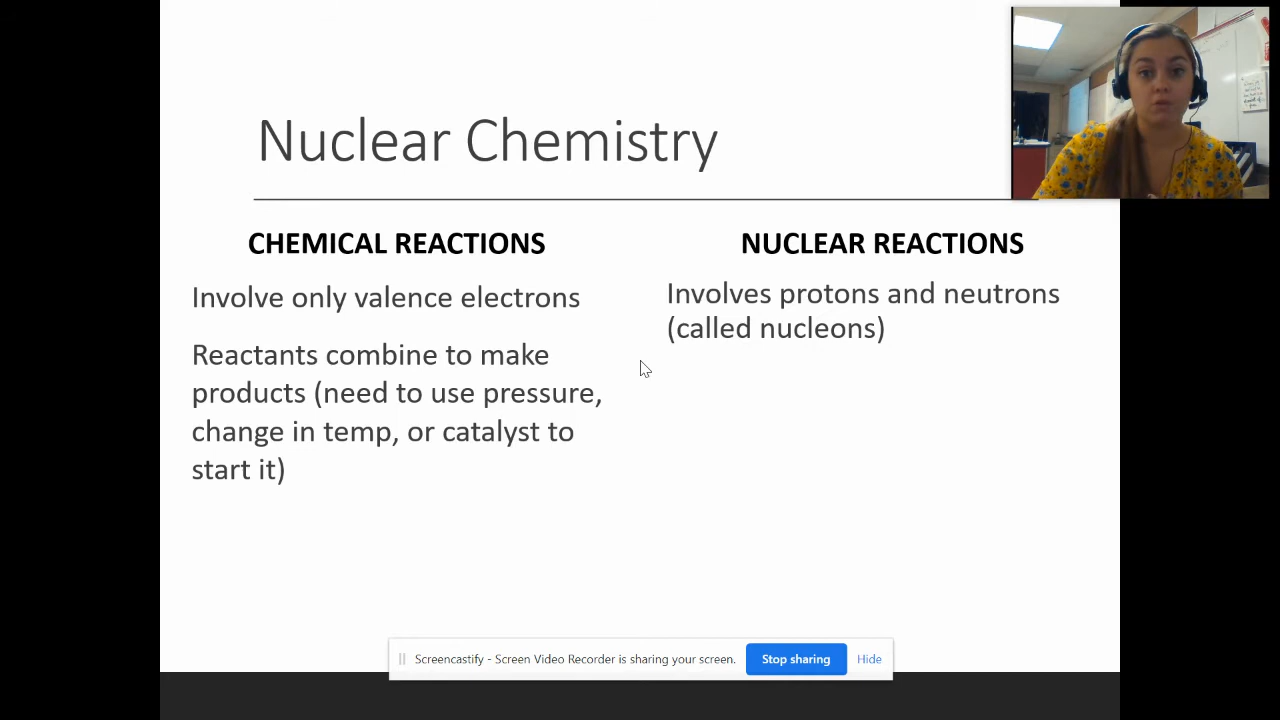 Nuclear Chemistry
CHEMICAL REACTIONS
Involve only valence electrons
Reactants combine to make
products (need to use pressure,
change in temp, or catalyst to
start it)
NUCLEAR REACTIONS
Involves protons and neutrons
(called nucleons)
Screencastify - Screen Video Recorder is sharing your screen.
Stop sharing
Hide